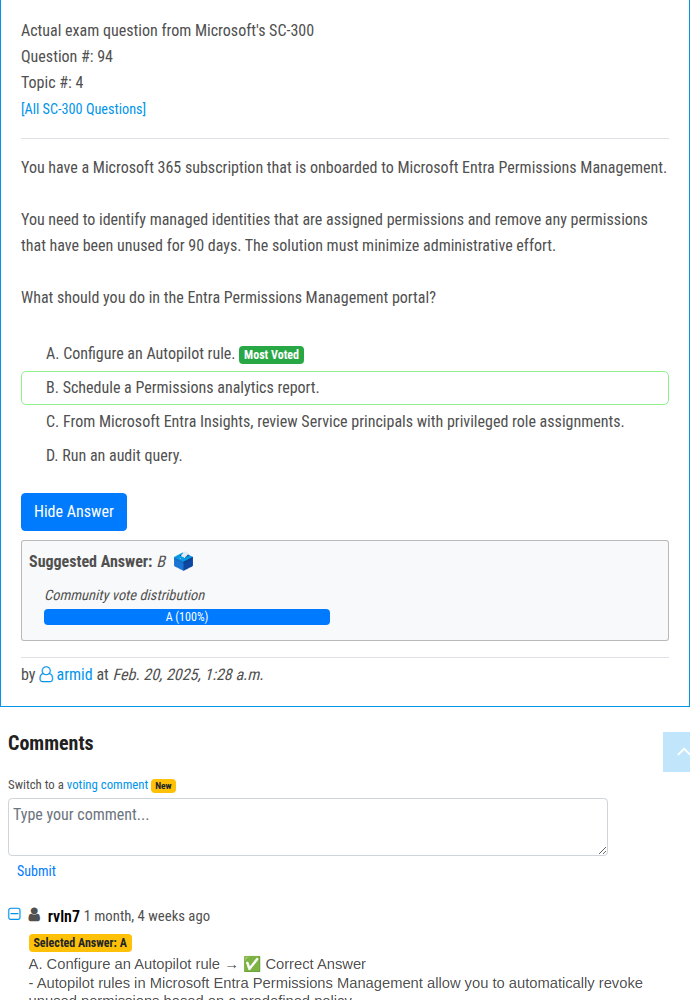 Actual exam question from Microsoft's SC-300
Question #: 94
Topic #: 4
[All SC-300 Questions]
You have a Microsoft 365 subscription that is onboarded to Microsoft Entra Permissions Management.
You need to identify managed identities that are assigned permissions and remove any permissions
that have been unused for 90 days. The solution must minimize administrative effort.
What should you do in the Entra Permissions Management portal?
A. Configure an Autopilot rule. Most Voted
B. Schedule a Permissions analytics report.
C. From Microsoft Entra Insights, review Service principals with privileged role assignments.
D. Run an audit query.
Hide Answer
Suggested Answer: B
Community vote distribution
A (100%)
by armid at Feb. 20, 2025, 1:28 a.m.
Comments
Switch to a voting comment New
Type your comment...
Submit
rvln7 1 month, 4 weeks ago
Selected Answer: A
A. Configure an Autopilot rule → ✅ Correct Answer
- Autopilot rules in Microsoft Entra Permissions Management allow you to automatically revoke
unused permissions based on a predefined policy